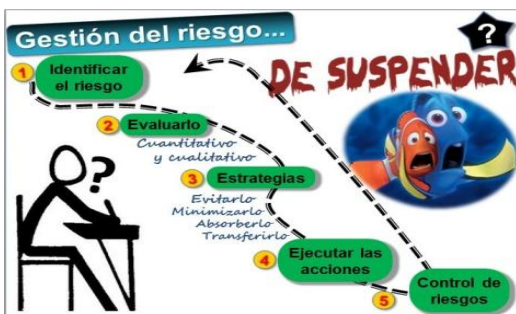 Gestión del riesgo...
?
DE SUSPENDER
1
Identificar
el riesgo
2
Evaluarlo
Cuantitativo
y cualitativo
3
Estrategias
Evitarlo
Minimizarlo
Absorberlo
Transferirlo
?
4
Ejecutar las
acciones
5
Control de
riesgos